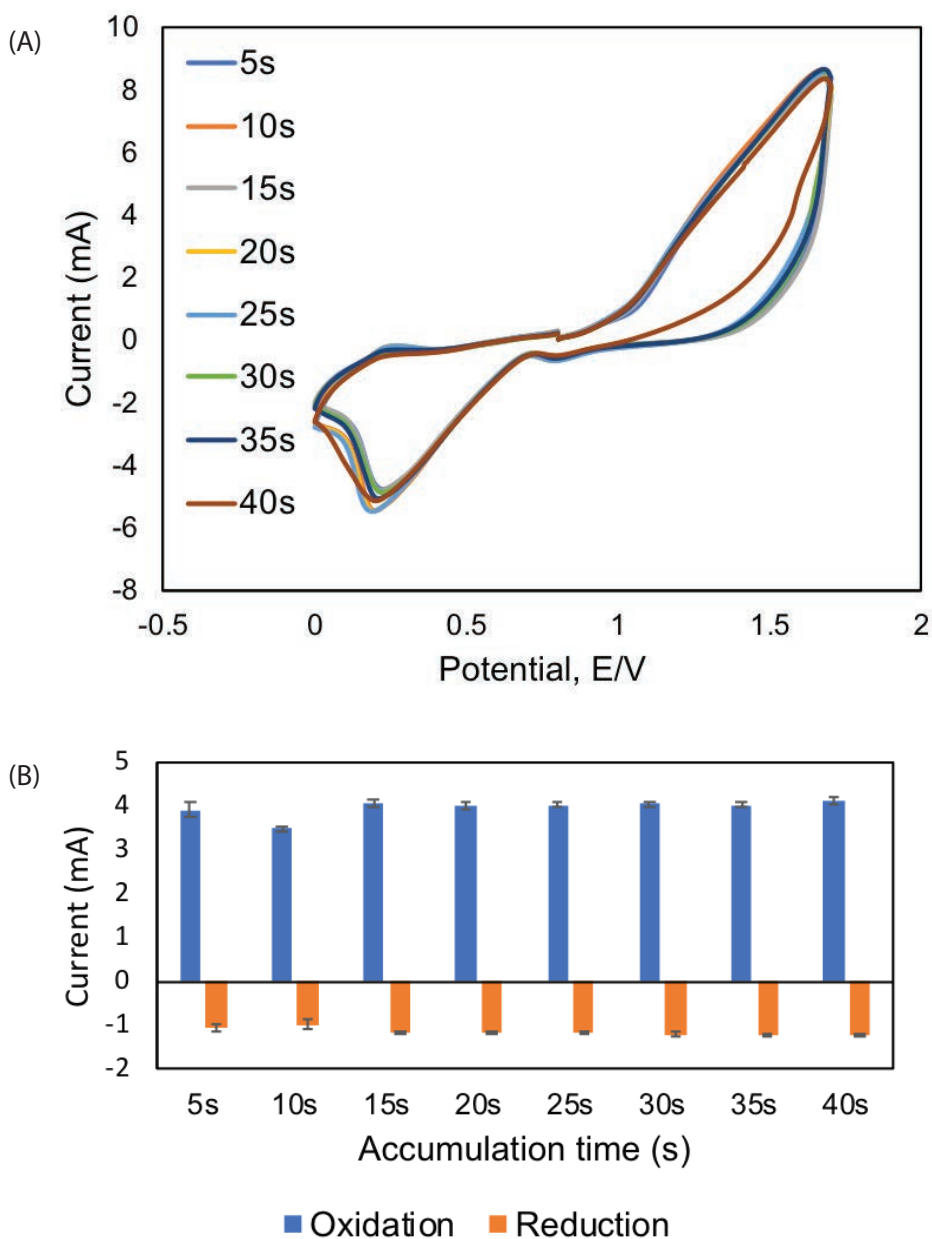 (A)
10
8
6
4
2
0
-2
-4
-6
-8
Current (mA)
5s
10s
15s
20s
25s
30s
35s
40s
-0.5 0 0.5 1 1.5 2
Potential, E/V
(B)
5
4
3
2
1
0
-1
-2
Current (mA)
5s 10s 15s 20s 25s 30s 35s 40s
Accumulation time (s)
Oxidation Reduction